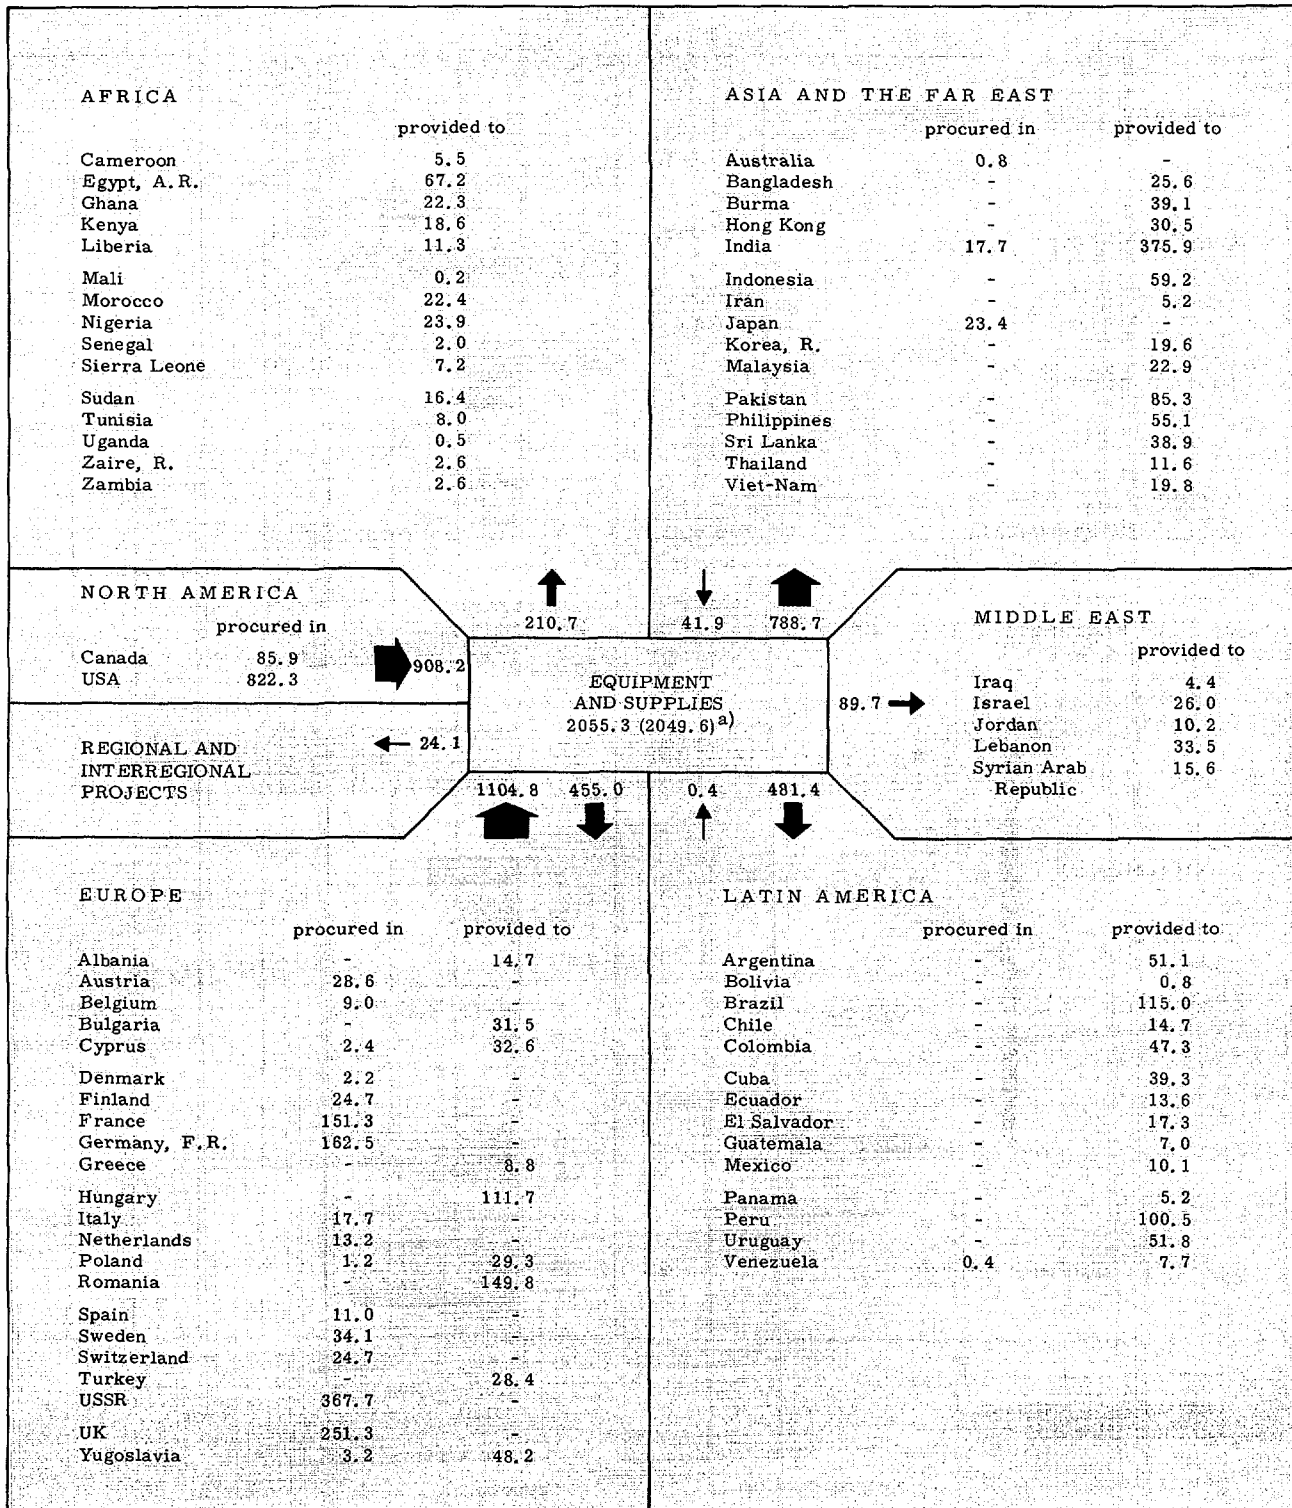 AFRICA
provided to
Cameroon 5.5
Egypt, A.R. 67.2
Ghana 22.3
Kenya 18.6
Liberia 11.3
Mali 0.2
Morocco 22.4
Nigeria 23.9
Senegal 2.0
Sierra Leone 7.2
Sudan 16.4
Tunisia 8.0
Uganda 0.5
Zaire, R. 2.6
Zambia 2.6
210.7
ASIA AND THE FAR EAST
procured in provided to
Australia 0.8 -
Bangladesh - 25.6
Burma - 39.1
Hong Kong - 30.5
India 17.7 375.9
Indonesia - 59.2
Iran - 5.2
Japan 23.4 -
Korea, R. - 19.6
Malaysia - 22.9
Pakistan - 85.3
Philippines - 55.1
Sri Lanka - 38.9
Thailand - 11.6
Viet-Nam - 19.8
41.9 788.7
NORTH AMERICA
procured in
Canada 85.9
USA 822.3
908.2
EQUIPMENT
AND SUPPLIES
2055.3 (2049.6) a)
MIDDLE EAST
provided to
Iraq 4.4
Israel 26.0
Jordan 10.2
Lebanon 33.5
Syrian Arab 15.6
Republic
89.7
REGIONAL AND
INTERREGIONAL
PROJECTS
24.1
1104.8 455.0
0.4 481.4
EUROPE
procured in provided to
Albania - 14.7
Austria 28.6 -
Belgium 9.0 -
Bulgaria - 31.5
Cyprus 2.4 32.6
Denmark 2.2 -
Finland 24.7 -
France 151.3 -
Germany, F.R. 162.5 -
Greece - 8.8
Hungary - 111.7
Italy 17.7 -
Netherlands 13.2 -
Poland 1.2 29.3
Romania - 149.8
Spain 11.0 -
Sweden 34.1 -
Switzerland 24.7 -
Turkey - 28.4
USSR 367.7 -
UK 251.3 -
Yugoslavia 3.2 48.2
LATIN AMERICA
procured in provided to
Argentina - 51.1
Bolivia - 0.8
Brazil - 115.0
Chile - 14.7
Colombia - 47.3
Cuba - 39.3
Ecuador - 13.6
El Salvador - 17.3
Guatemala - 7.0
Mexico - 10.1
Panama - 5.2
Peru - 100.5
Uruguay - 51.8
Venezuela 0.4 7.7